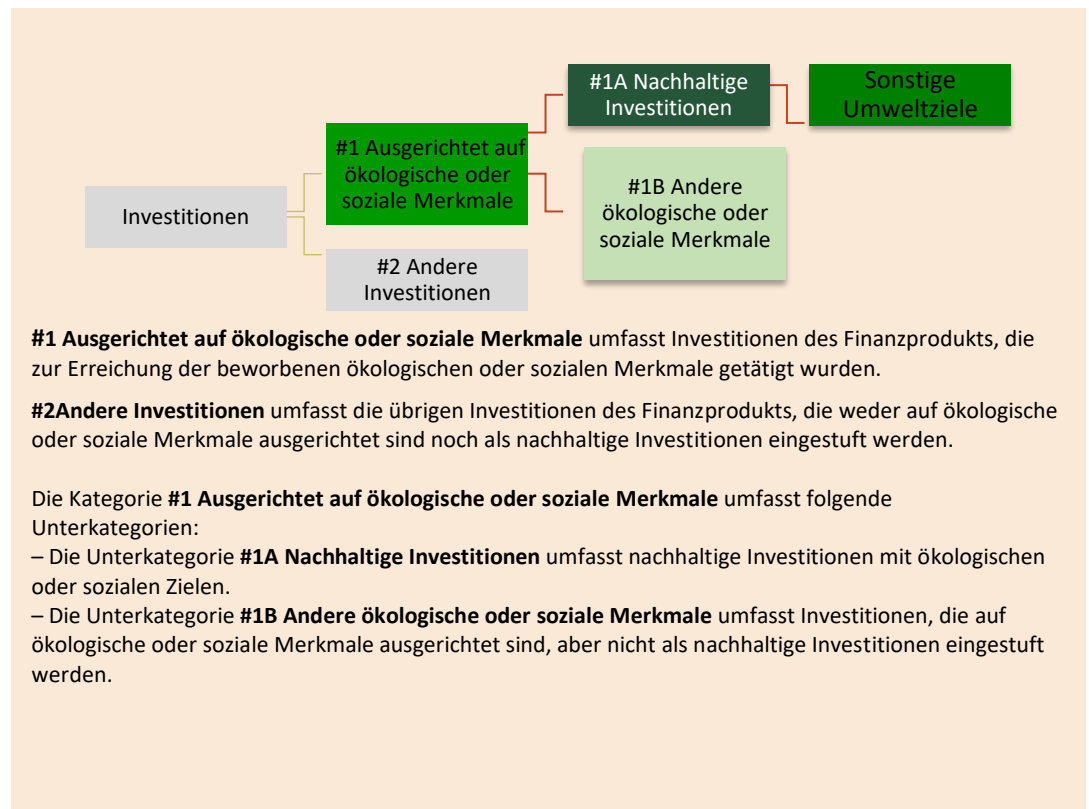 #1A Nachhaltige
Investitionen
Sonstige
Umweltziele
#1 Ausgerichtet auf
ökologische oder
soziale Merkmale
#1B Andere
ökologische oder
soziale Merkmale
Investitionen
#2 Andere
Investitionen
#1 Ausgerichtet auf ökologische oder soziale Merkmale umfasst Investitionen des Finanzprodukts, die
zur Erreichung der beworbenen ökologischen oder sozialen Merkmale getätigt wurden.
#2Andere Investitionen umfasst die übrigen Investitionen des Finanzprodukts, die weder auf ökologische
oder soziale Merkmale ausgerichtet sind noch als nachhaltige Investitionen eingestuft werden.
Die Kategorie #1 Ausgerichtet auf ökologische oder soziale Merkmale umfasst folgende
Unterkategorien:
– Die Unterkategorie #1A Nachhaltige Investitionen umfasst nachhaltige Investitionen mit ökologischen
oder sozialen Zielen.
– Die Unterkategorie #1B Andere ökologische oder soziale Merkmale umfasst Investitionen, die auf
ökologische oder soziale Merkmale ausgerichtet sind, aber nicht als nachhaltige Investitionen eingestuft
werden.